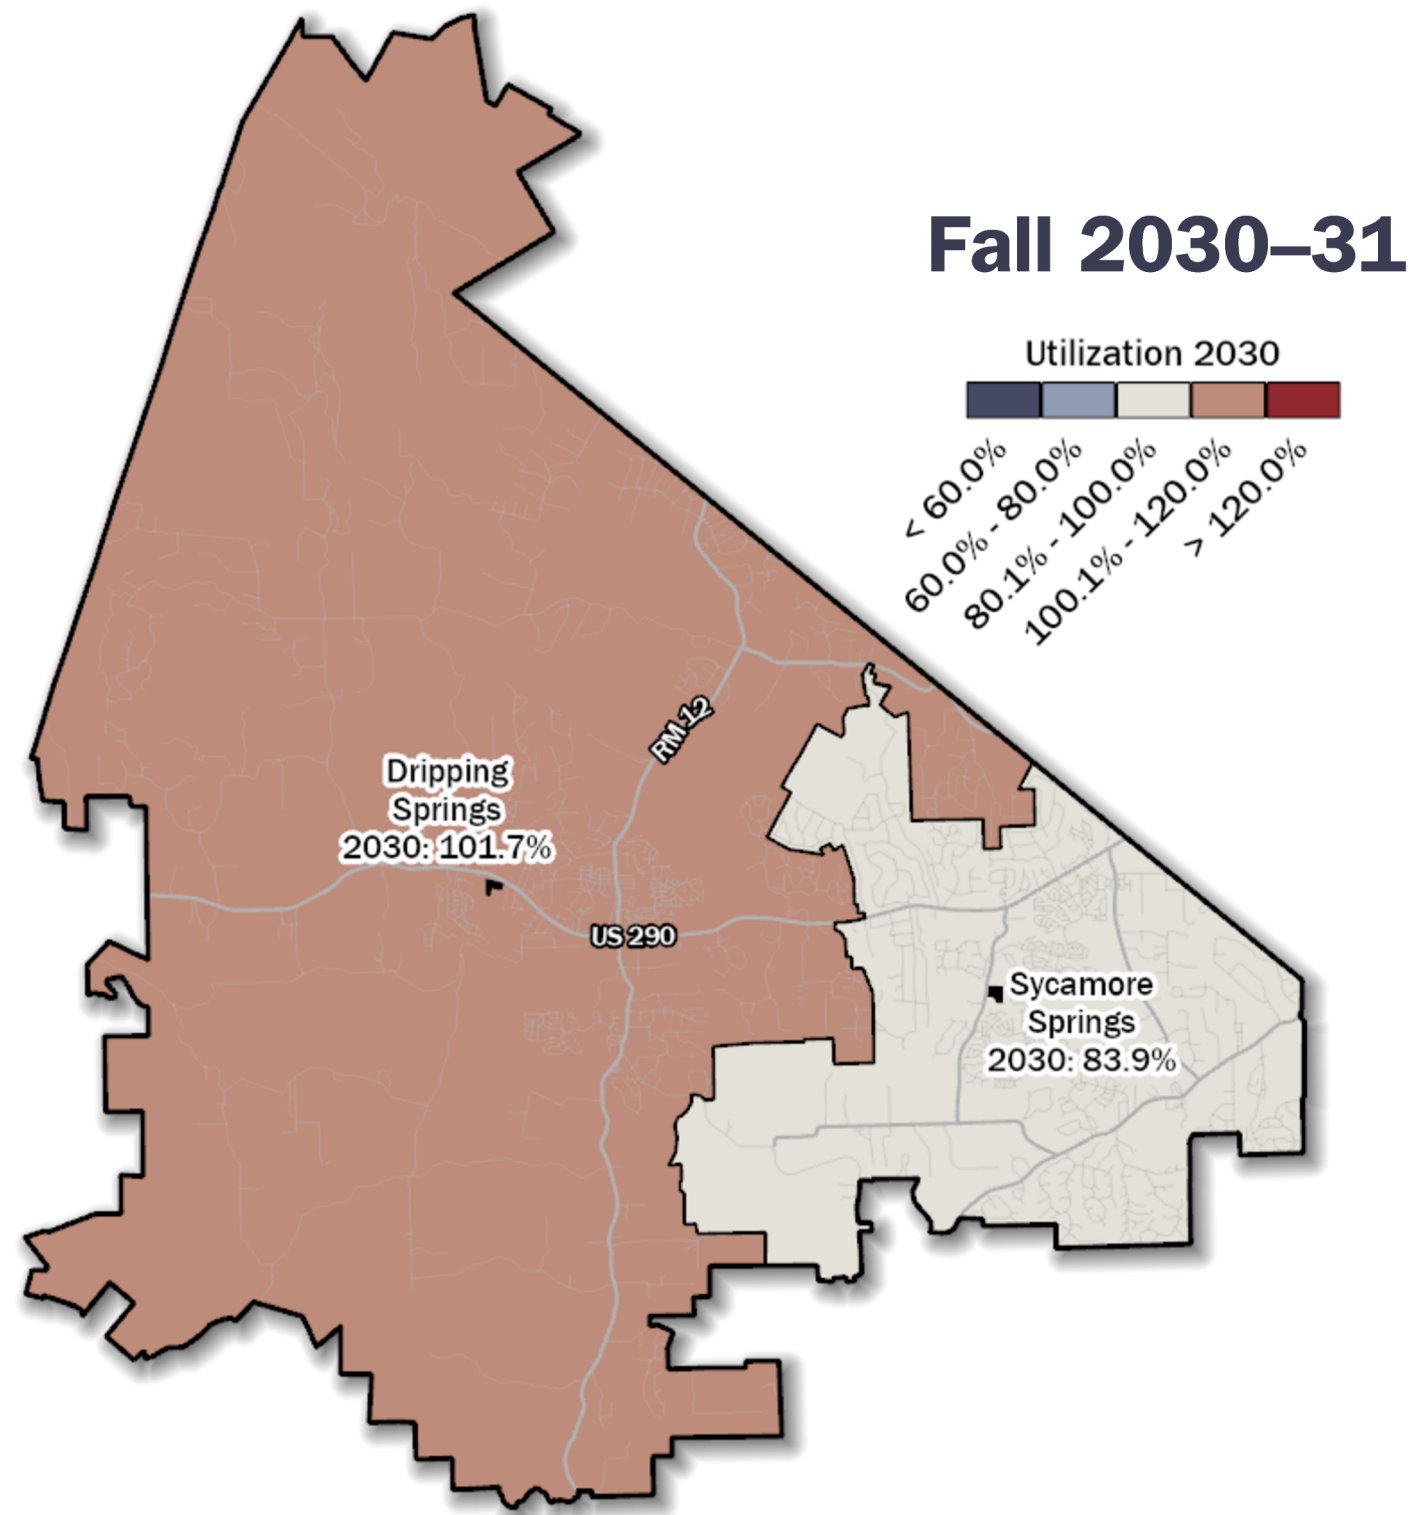 Fall 2030–31
Utilization 2030
< 60.0%
60.0% - 80.0%
80.1% - 100.0%
100.1% - 120.0%
> 120.0%
RM 12
Dripping
Springs
2030: 101.7%
US 290
Sycamore
Springs
2030: 83.9%